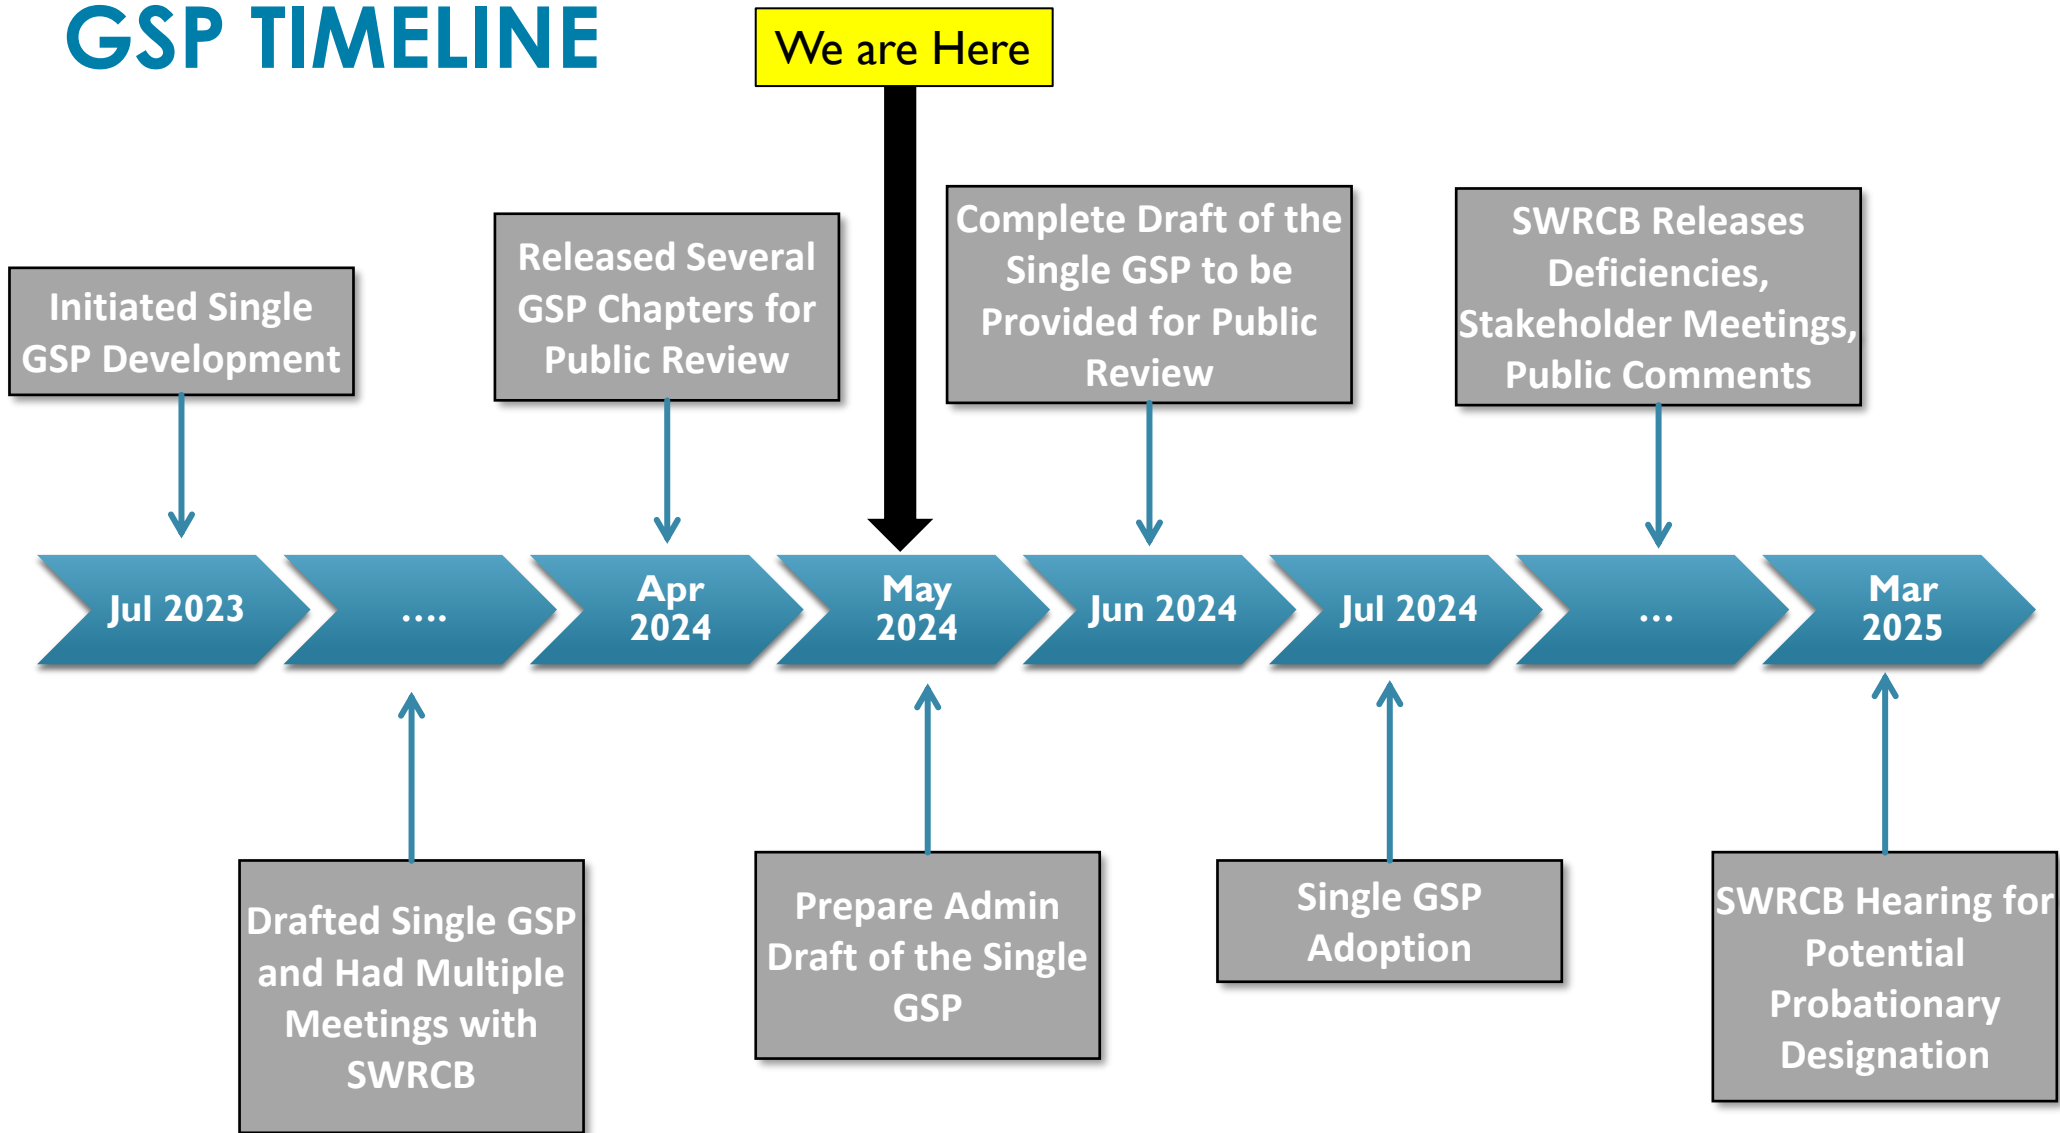 GSP TIMELINE
We are Here
Initiated Single
GSP Development
Released Several
GSP Chapters for
Public Review
Complete Draft of the
Single GSP to be
Provided for Public
Review
SWRCB Releases
Deficiencies,
Stakeholder Meetings,
Public Comments
Jul 2023
....
Apr
2024
May
2024
Jun 2024
Jul 2024
...
Mar
2025
Drafted Single GSP
and Had Multiple
Meetings with
SWRCB
Prepare Admin
Draft of the Single
GSP
Single GSP
Adoption
SWRCB Hearing for
Potential
Probationary
Designation